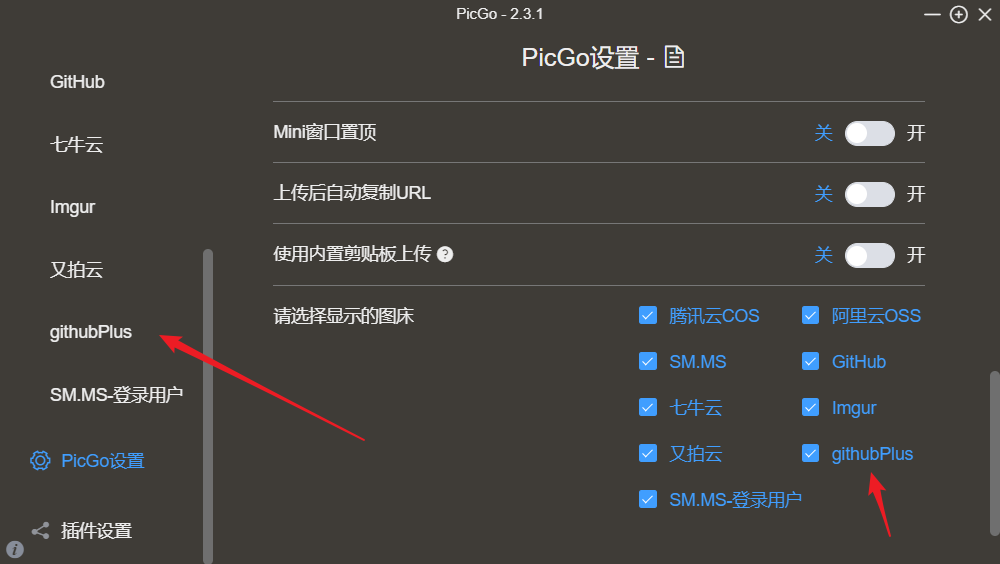 PicGo - 2.3.1
PicGo设置 -
GitHub
七牛云
Imgur
又拍云
githubPlus
SM.MS-登录用户
PicGo设置
插件设置
Mini窗口置顶 关 开
上传后自动复制URL 关 开
使用内置剪贴板上传 ? 关 开
请选择显示的图床 腾讯云COS 阿里云OSS
SM.MS GitHub
七牛云 Imgur
又拍云 githubPlus
SM.MS-登录用户